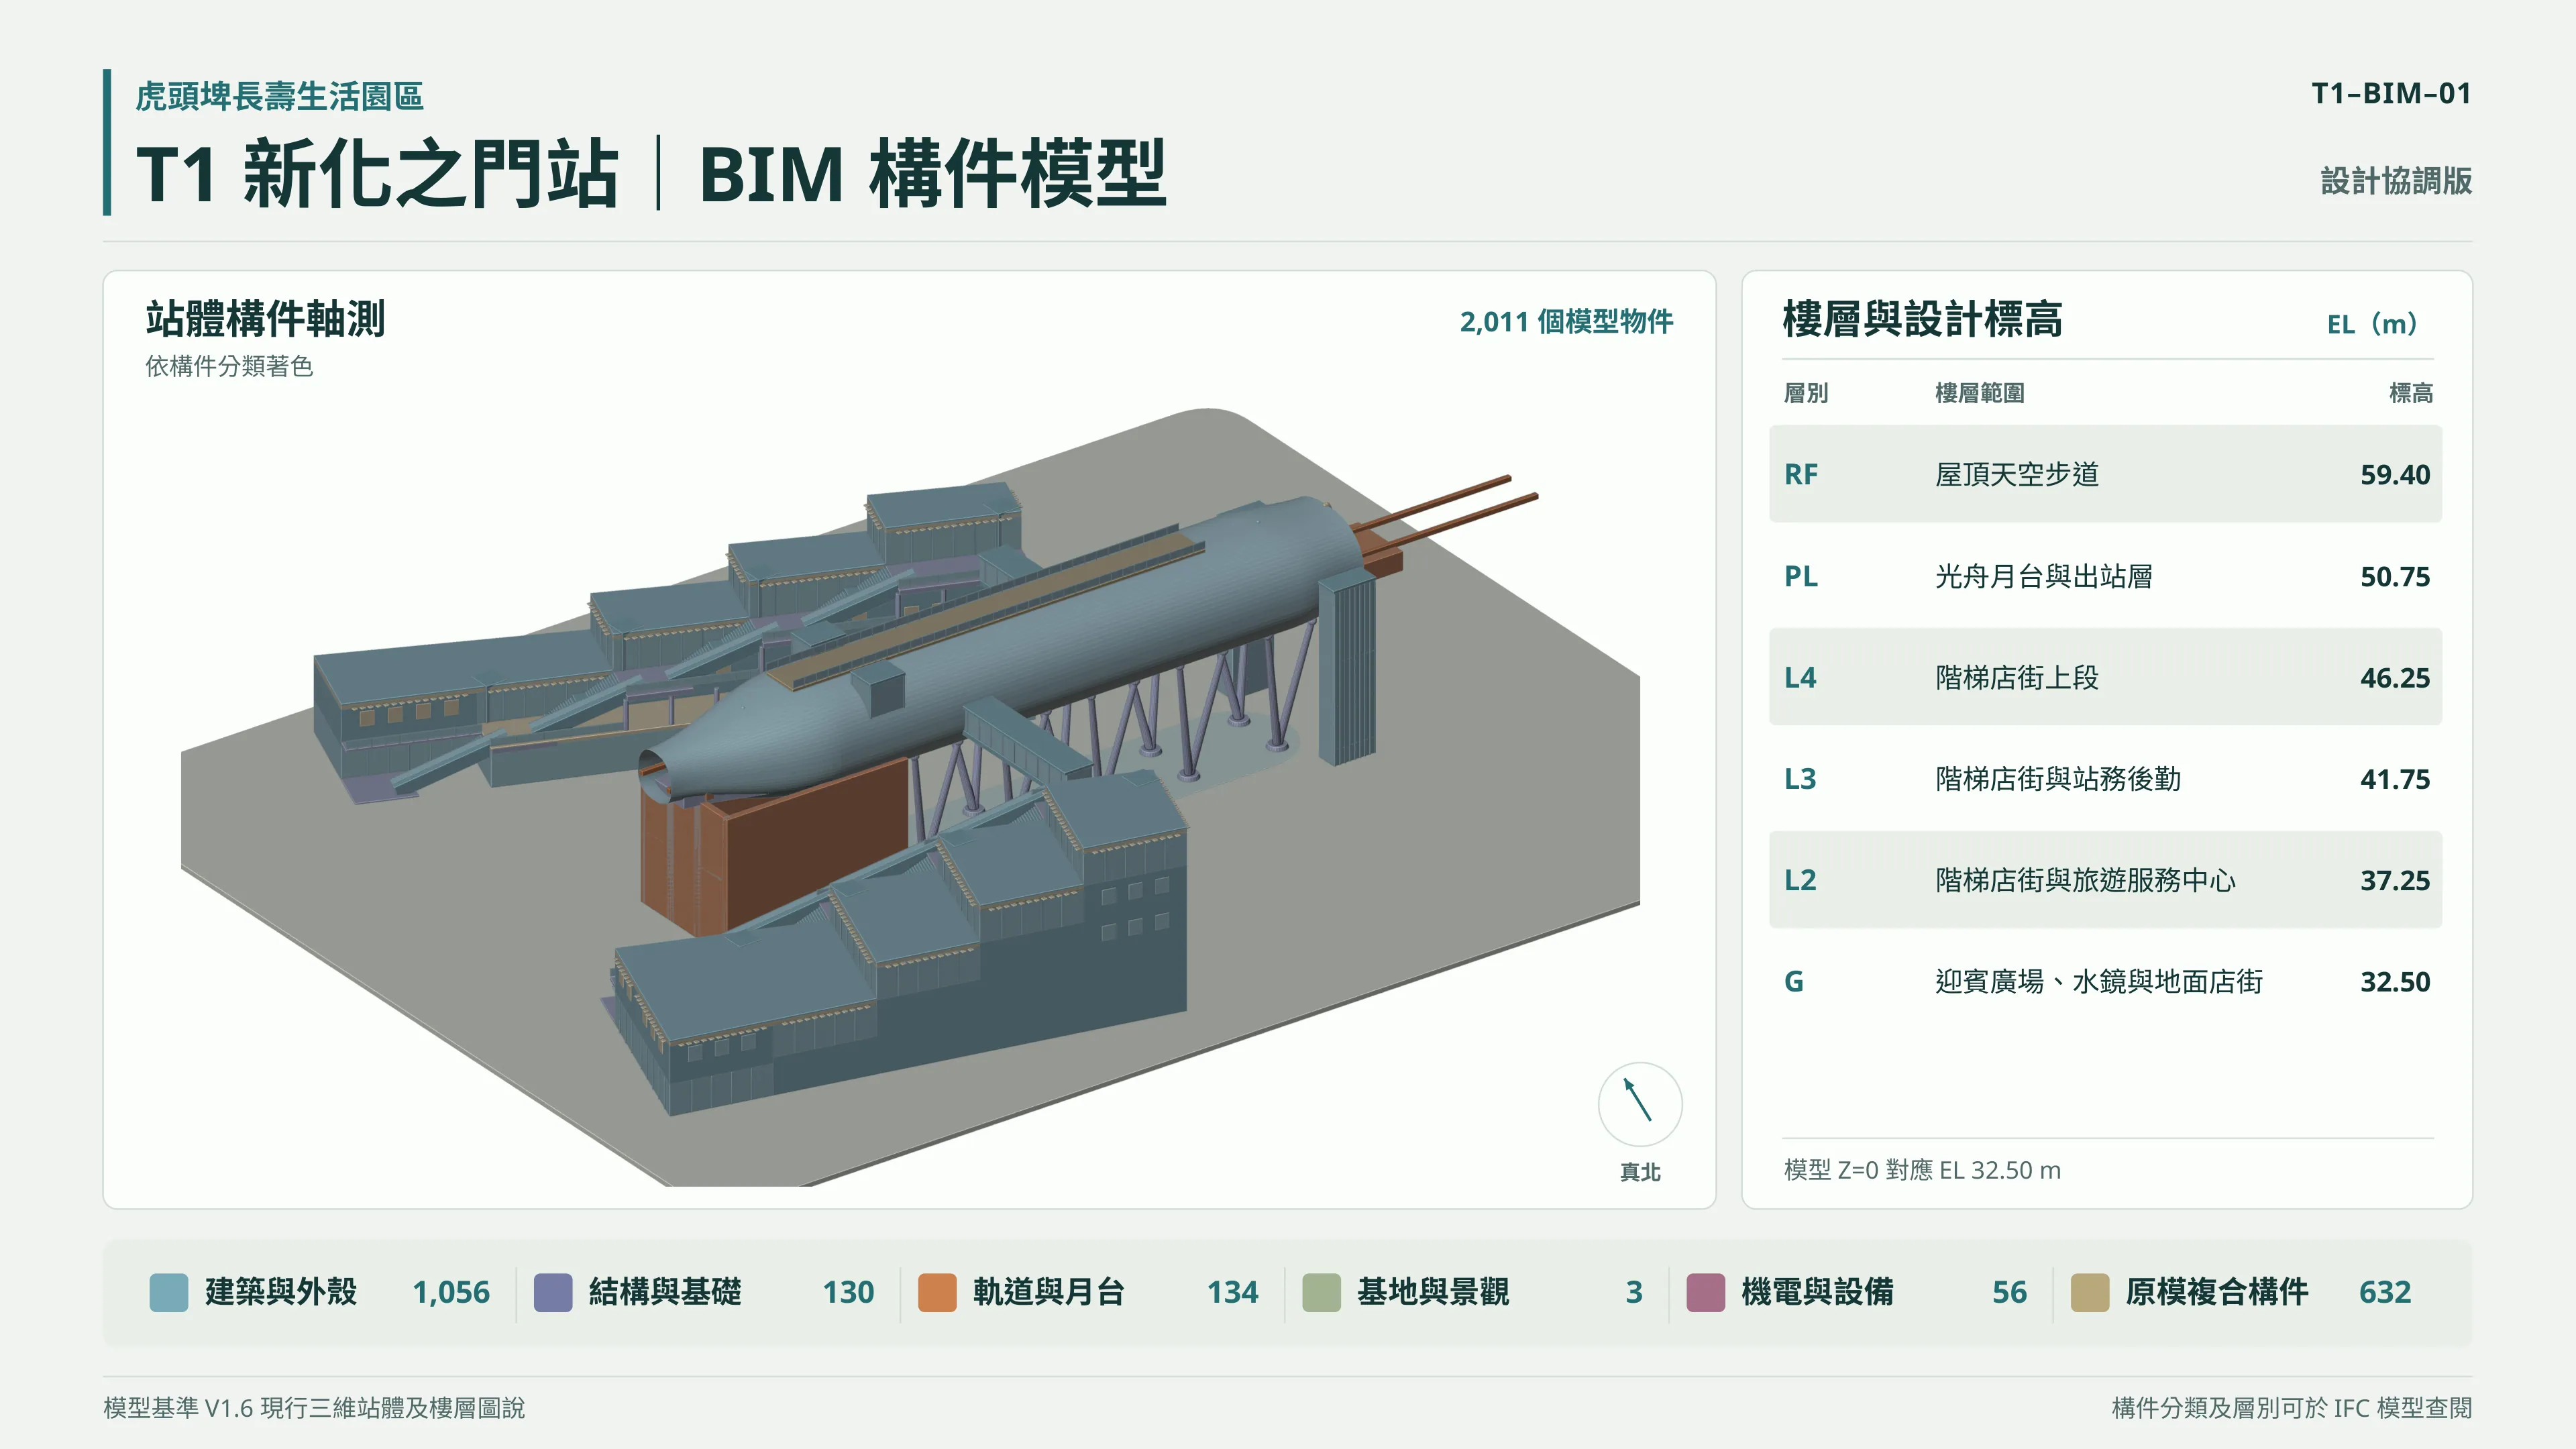 虎頭埤長壽生活園區
T1 新化之門站｜BIM 構件模型
T1–BIM–01
設計協調版
站體構件軸測
依構件分類著色
2,011 個模型物件
真北
樓層與設計標高 EL（m）
層別 樓層範圍 標高
RF 屋頂天空步道 59.40
PL 光舟月台與出站層 50.75
L4 階梯店街上段 46.25
L3 階梯店街與站務後勤 41.75
L2 階梯店街與旅遊服務中心 37.25
G 迎賓廣場、水鏡與地面店街 32.50
模型 Z=0 對應 EL 32.50 m
建築與外殼 1,056
結構與基礎 130
軌道與月台 134
基地與景觀 3
機電與設備 56
原模複合構件 632
模型基準 V1.6 現行三維站體及樓層圖說
構件分類及層別可於 IFC 模型查閱